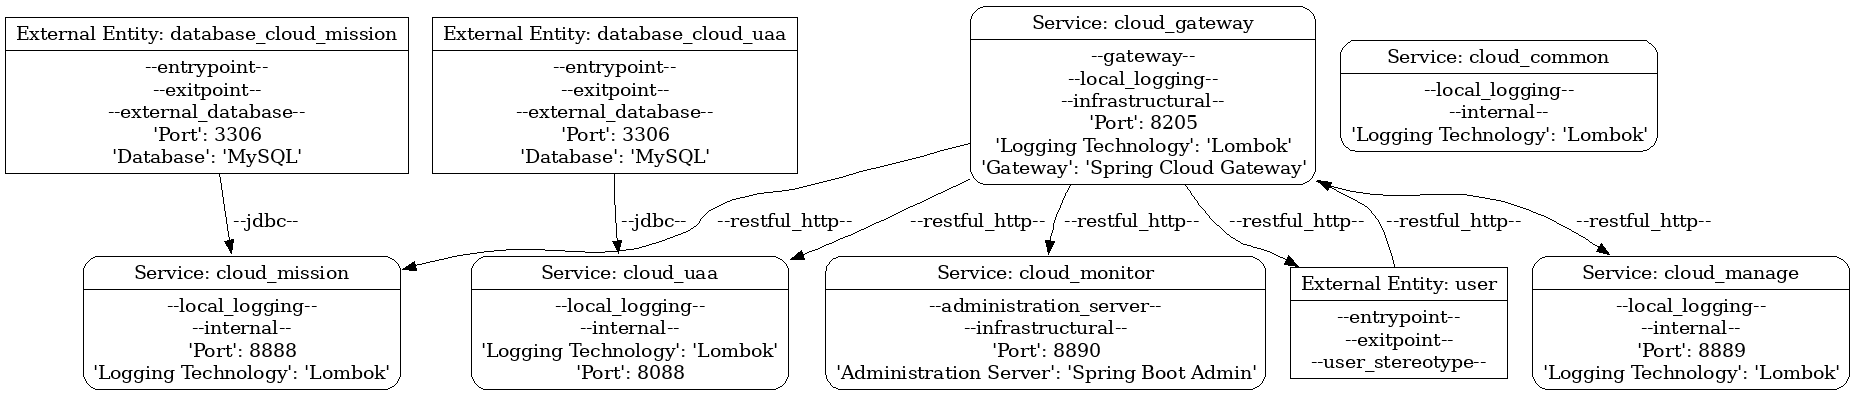 External Entity: database_cloud_mission
--entrypoint--
--exitpoint--
--external_database--
'Port': 3306
'Database': 'MySQL'
External Entity: database_cloud_uaa
--entrypoint--
--exitpoint--
--external_database--
'Port': 3306
'Database': 'MySQL'
Service: cloud_gateway
--gateway--
--local_logging--
--infrastructural--
'Port': 8205
'Logging Technology': 'Lombok'
'Gateway': 'Spring Cloud Gateway'
Service: cloud_common
--local_logging--
--internal--
'Logging Technology': 'Lombok'
--jdbc--
--jdbc--
--restful_http--
--restful_http--
--restful_http--
--restful_http--
--restful_http--
--restful_http--
Service: cloud_mission
--local_logging--
--internal--
'Port': 8888
'Logging Technology': 'Lombok'
Service: cloud_uaa
--local_logging--
--internal--
'Logging Technology': 'Lombok'
'Port': 8088
Service: cloud_monitor
--administration_server--
--infrastructural--
'Port': 8890
'Administration Server': 'Spring Boot Admin'
External Entity: user
--entrypoint--
--exitpoint--
--user_stereotype--
Service: cloud_manage
--local_logging--
--internal--
'Port': 8889
'Logging Technology': 'Lombok'